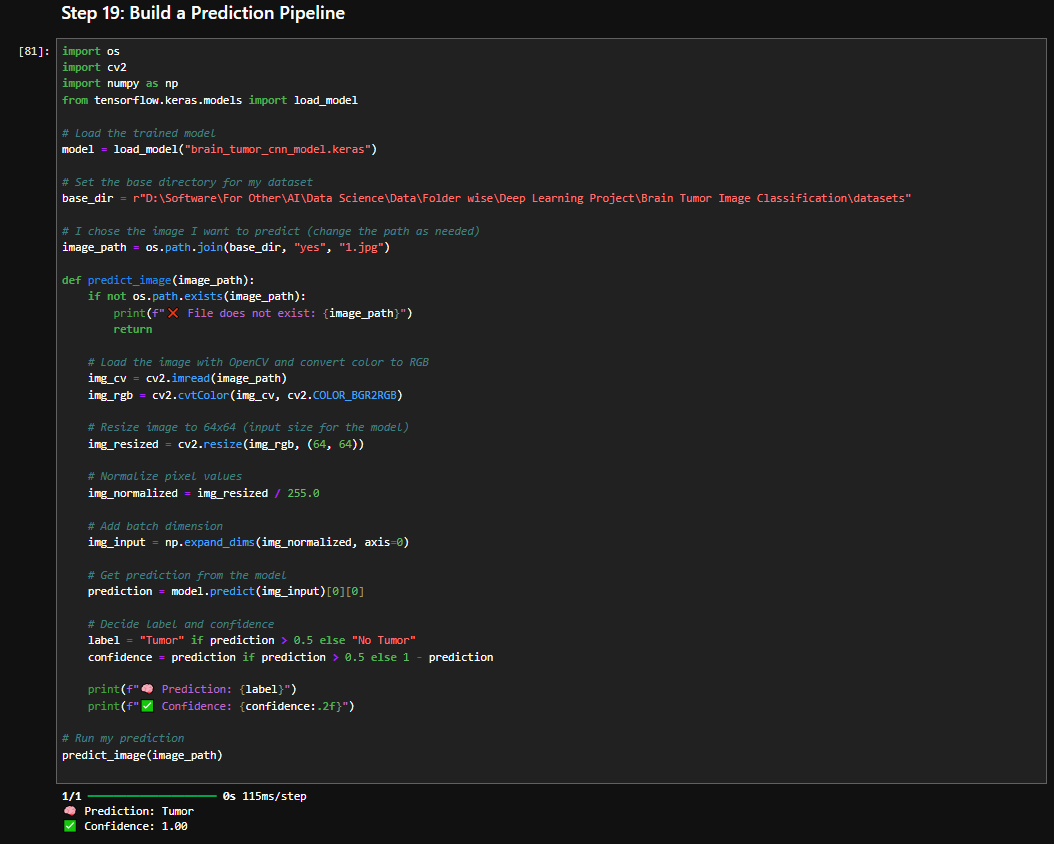 Step 19: Build a Prediction Pipeline
[81]:
import os
import cv2
import numpy as np
from tensorflow.keras.models import load_model
# Load the trained model
model = load_model("brain_tumor_cnn_model.keras")
# Set the base directory for my dataset
base_dir = r"D:\Software\For Other\AI\Data Science\Data\Folder wise\Deep Learning Project\Brain Tumor Image Classification\datasets"
# I chose the image I want to predict (change the path as needed)
image_path = os.path.join(base_dir, "yes", "1.jpg")
def predict_image(image_path):
    if not os.path.exists(image_path):
        print(f"❌ File does not exist: {image_path}")
        return
    # Load the image with OpenCV and convert color to RGB
    img_cv = cv2.imread(image_path)
    img_rgb = cv2.cvtColor(img_cv, cv2.COLOR_BGR2RGB)
    # Resize image to 64x64 (input size for the model)
    img_resized = cv2.resize(img_rgb, (64, 64))
    # Normalize pixel values
    img_normalized = img_resized / 255.0
    # Add batch dimension
    img_input = np.expand_dims(img_normalized, axis=0)
    # Get prediction from the model
    prediction = model.predict(img_input)[0][0]
    # Decide label and confidence
    label = "Tumor" if prediction > 0.5 else "No Tumor"
    confidence = prediction if prediction > 0.5 else 1 - prediction
    print(f"🧠 Prediction: {label}")
    print(f"✅ Confidence: {confidence:.2f}")
# Run my prediction
predict_image(image_path)
1/1 ━━━━━━━━━━━━━━━━━━━━ 0s 115ms/step
🧠 Prediction: Tumor
✅ Confidence: 1.00